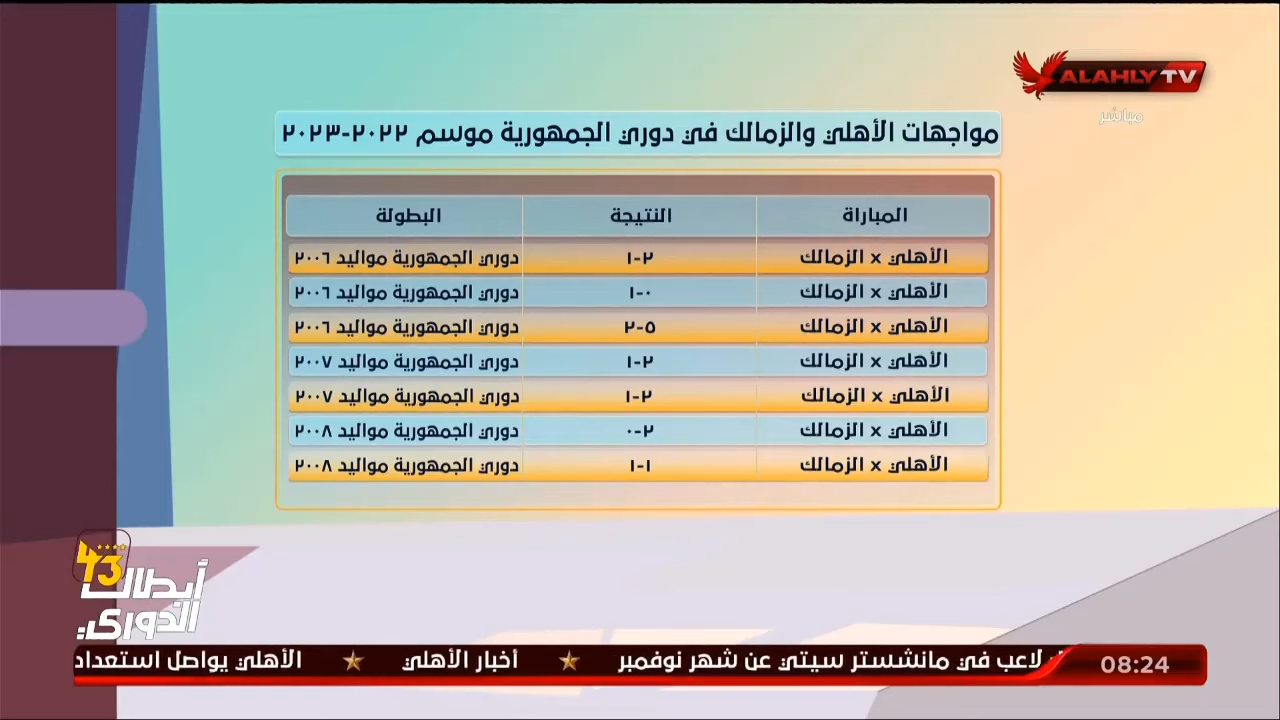 ALAHLY TV
مباشر
مواجهات الأهلي والزمالك في دوري الجمهورية موسم ٢٠٢٢-٢٠٢٣
المباراة النتيجة البطولة
الأهلي x الزمالك ٢-١ دوري الجمهورية مواليد ٢٠٠٦
الأهلي x الزمالك ٠-١ دوري الجمهورية مواليد ٢٠٠٦
الأهلي x الزمالك ٥-٢ دوري الجمهورية مواليد ٢٠٠٦
الأهلي x الزمالك ٢-١ دوري الجمهورية مواليد ٢٠٠٧
الأهلي x الزمالك ٢-١ دوري الجمهورية مواليد ٢٠٠٧
الأهلي x الزمالك ٢-٠ دوري الجمهورية مواليد ٢٠٠٨
الأهلي x الزمالك ١-١ دوري الجمهورية مواليد ٢٠٠٨
43
أبطال
الدوري
08:24
لاعب في مانشستر سيتي عن شهر نوفمبر ★ أخبار الأهلي ★ الأهلي يواصل استعداد